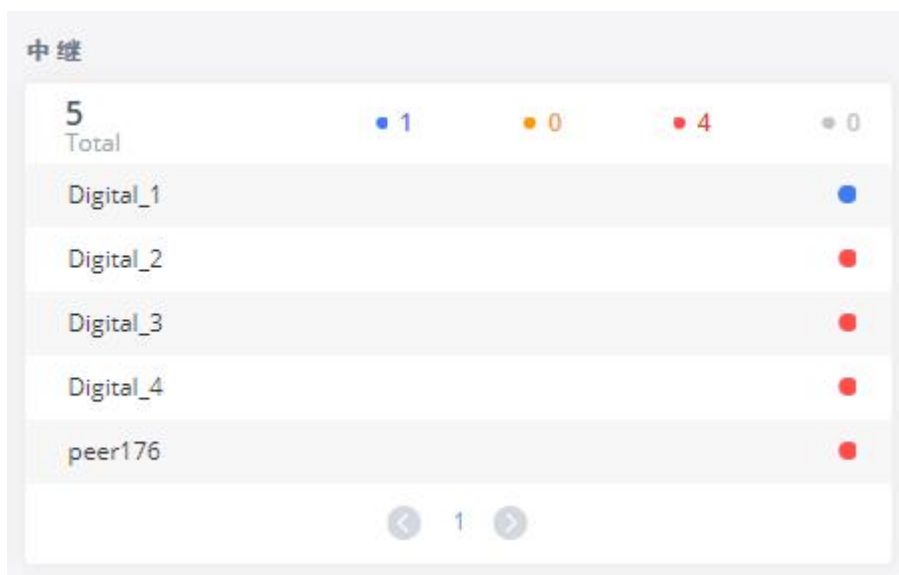 中继
5
Total
1 0 4 0
Digital_1
Digital_2
Digital_3
Digital_4
peer176
1